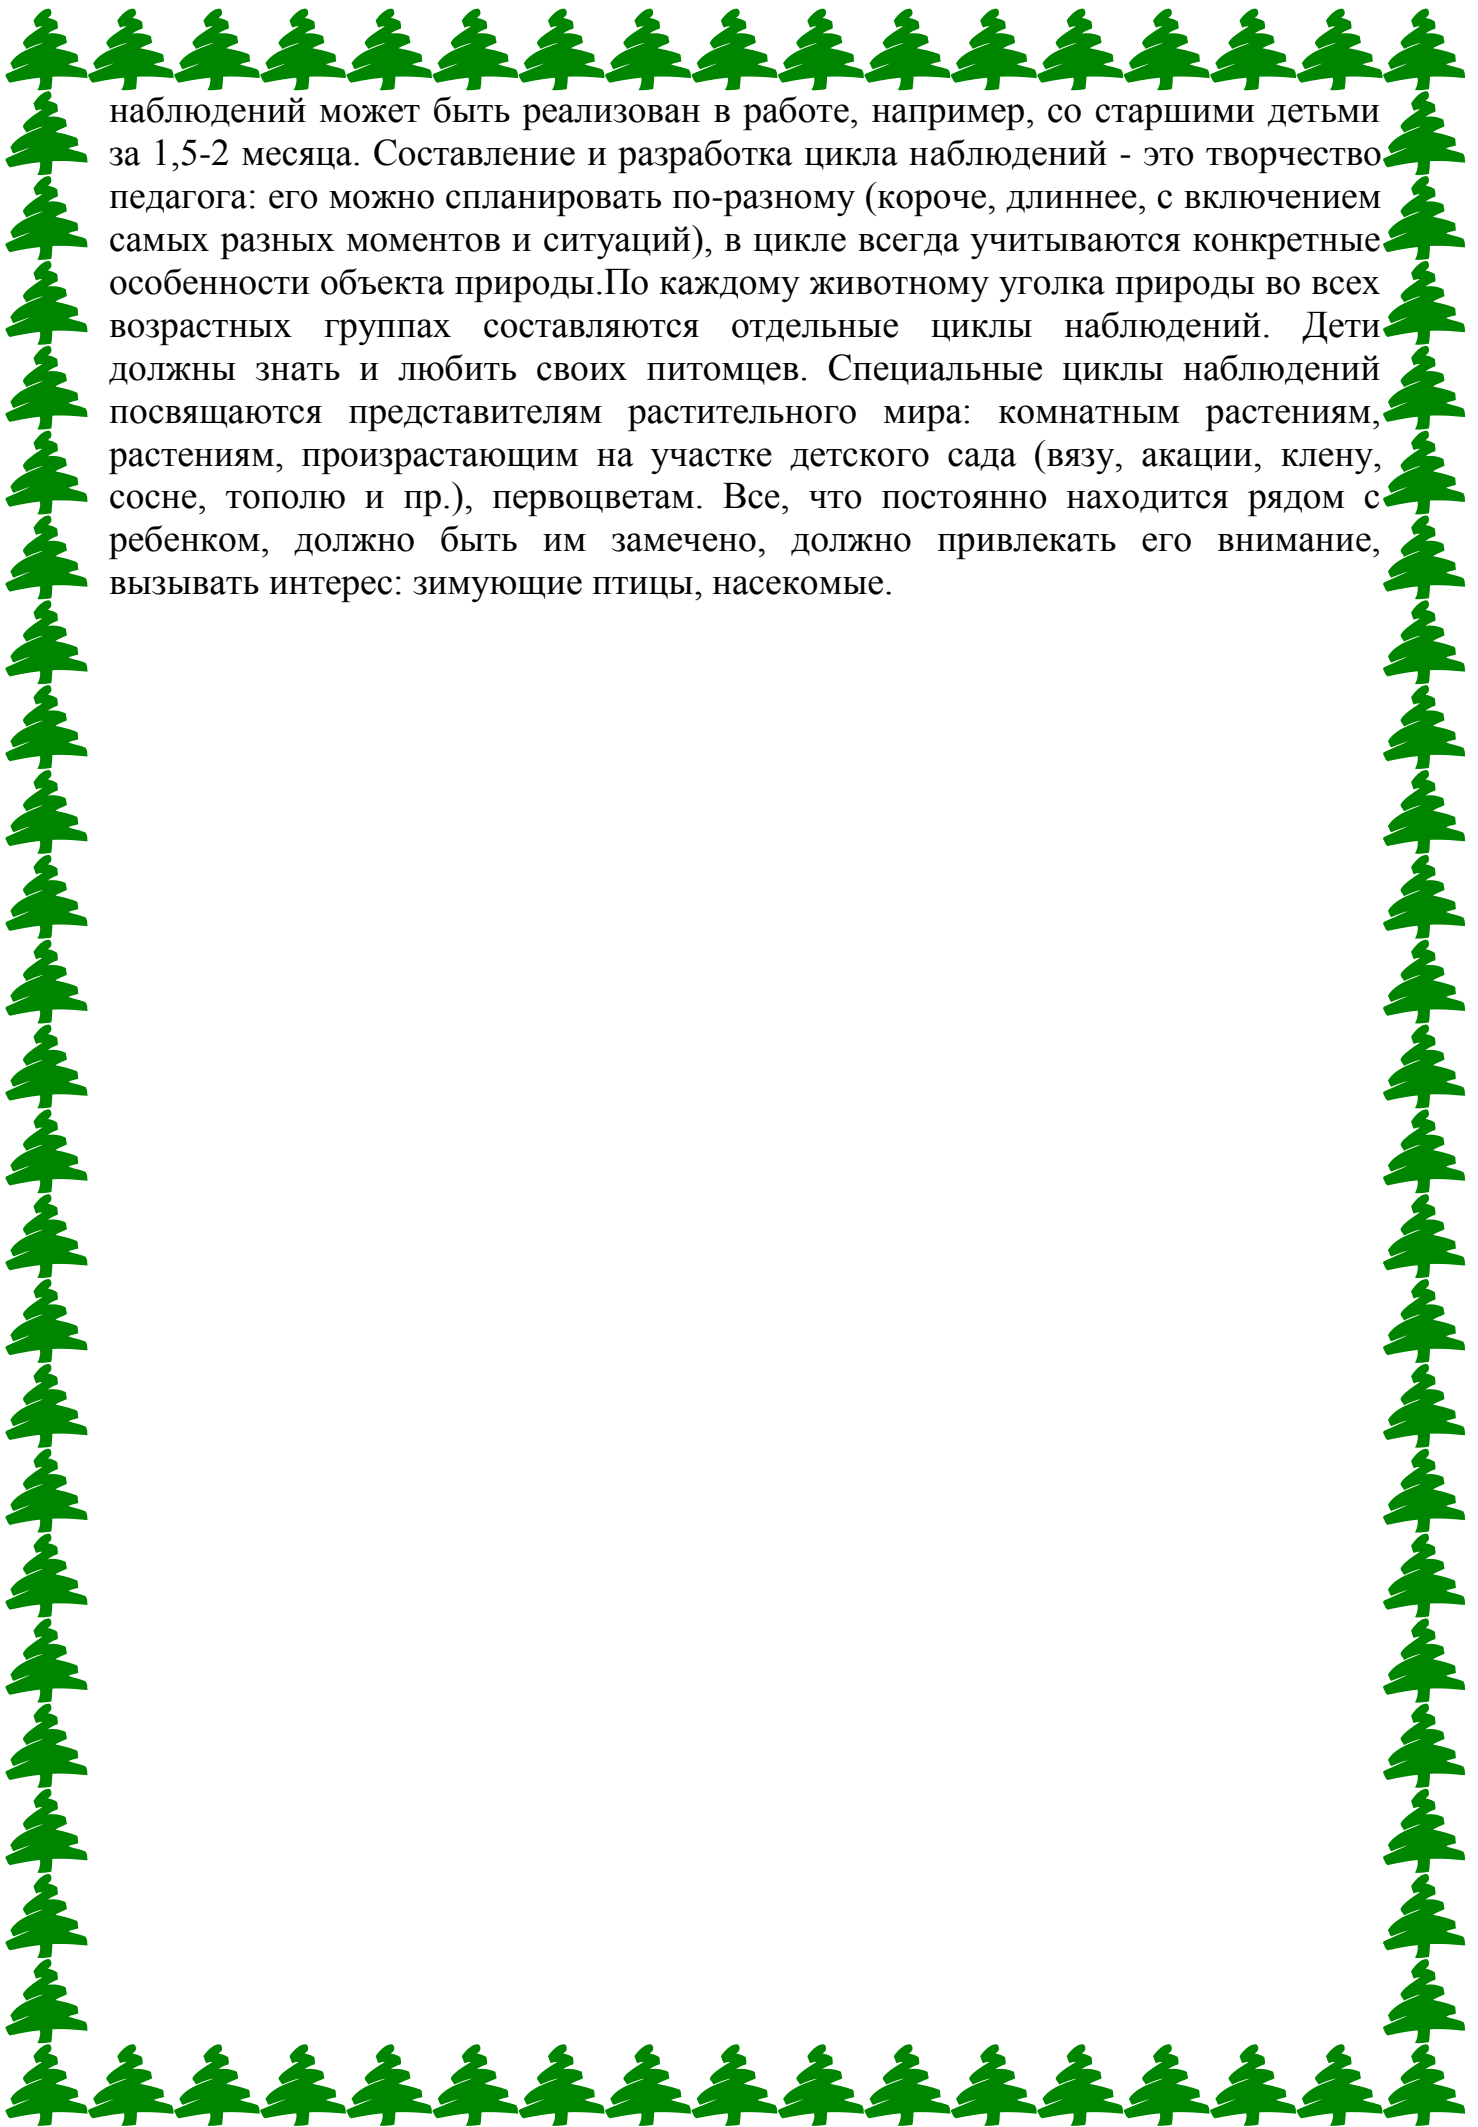 наблюдений может быть реализован в работе, например, со старшими детьми
за 1,5-2 месяца. Составление и разработка цикла наблюдений - это творчество
педагога: его можно спланировать по-разному (короче, длиннее, с включением
самых разных моментов и ситуаций), в цикле всегда учитываются конкретные
особенности объекта природы.По каждому животному уголка природы во всех
возрастных группах составляются отдельные циклы наблюдений. Дети
должны знать и любить своих питомцев. Специальные циклы наблюдений
посвящаются представителям растительного мира: комнатным растениям,
растениям, произрастающим на участке детского сада (вязу, акации, клену,
сосне, тополю и пр.), первоцветам. Все, что постоянно находится рядом с
ребенком, должно быть им замечено, должно привлекать его внимание,
вызывать интерес: зимующие птицы, насекомые.